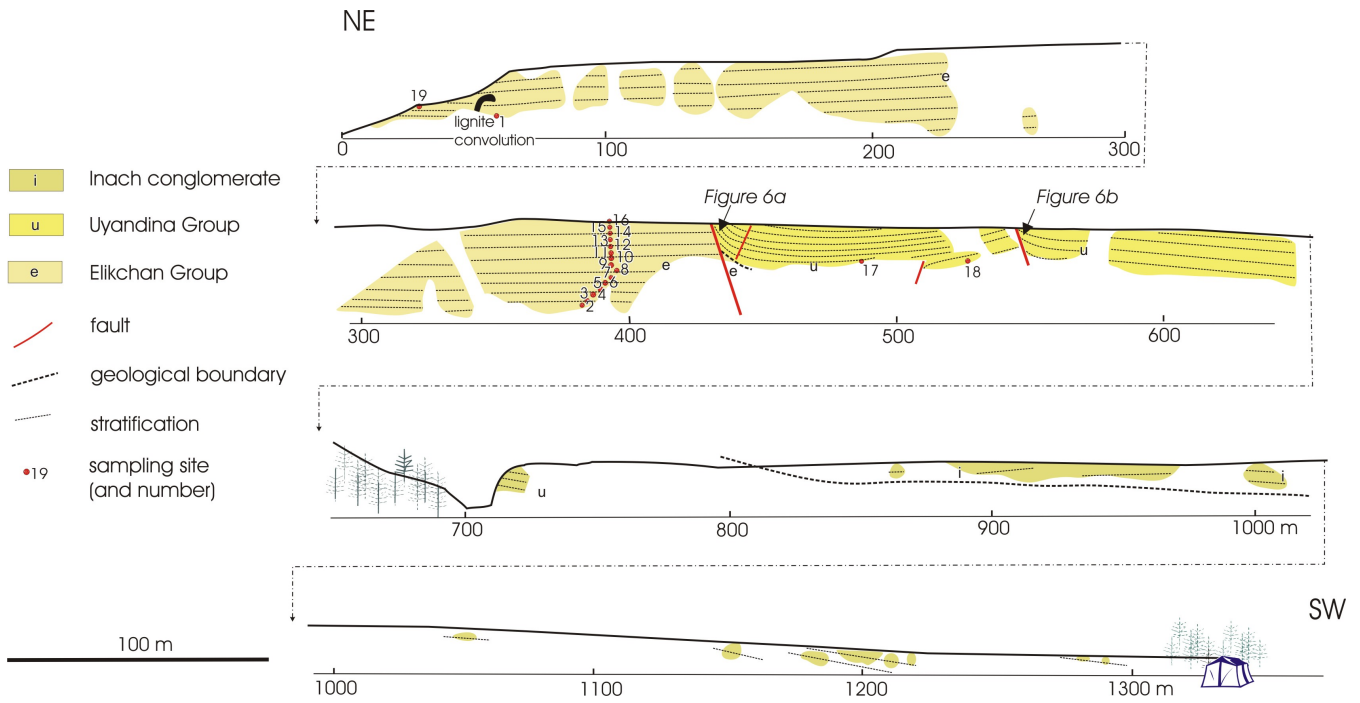 NE
19
e
lignite 1
convolution
0 100 200 300
i Inach conglomerate
u Uyandina Group
e Elikchan Group
fault
geological boundary
stratification
19 sampling site
(and number)
Figure 6a
Figure 6b
16
15 14
13 12
11 10
9 8
7
5 6
3 4
2
e
e
u
17
18
u
300 400 500 600
u
i
i
700 800 900 1000 m
SW
100 m
1000 1100 1200 1300 m